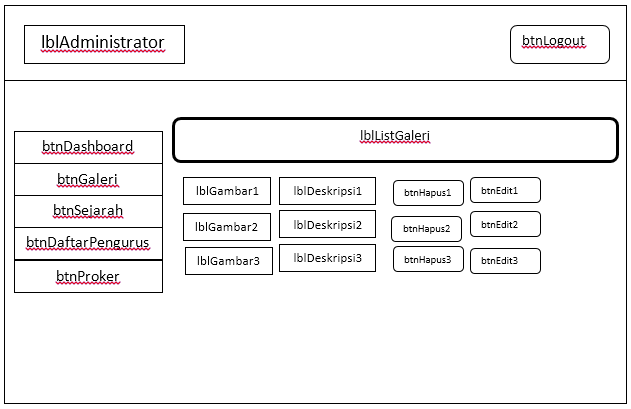 lblAdministrator
btnLogout
lblListGaleri
btnDashboard
btnGaleri
btnSejarah
btnDaftarPengurus
btnProker
lblGambar1
lblDeskripsi1
btnHapus1
btnEdit1
lblGambar2
lblDeskripsi2
btnHapus2
btnEdit2
lblGambar3
lblDeskripsi3
btnHapus3
btnEdit3